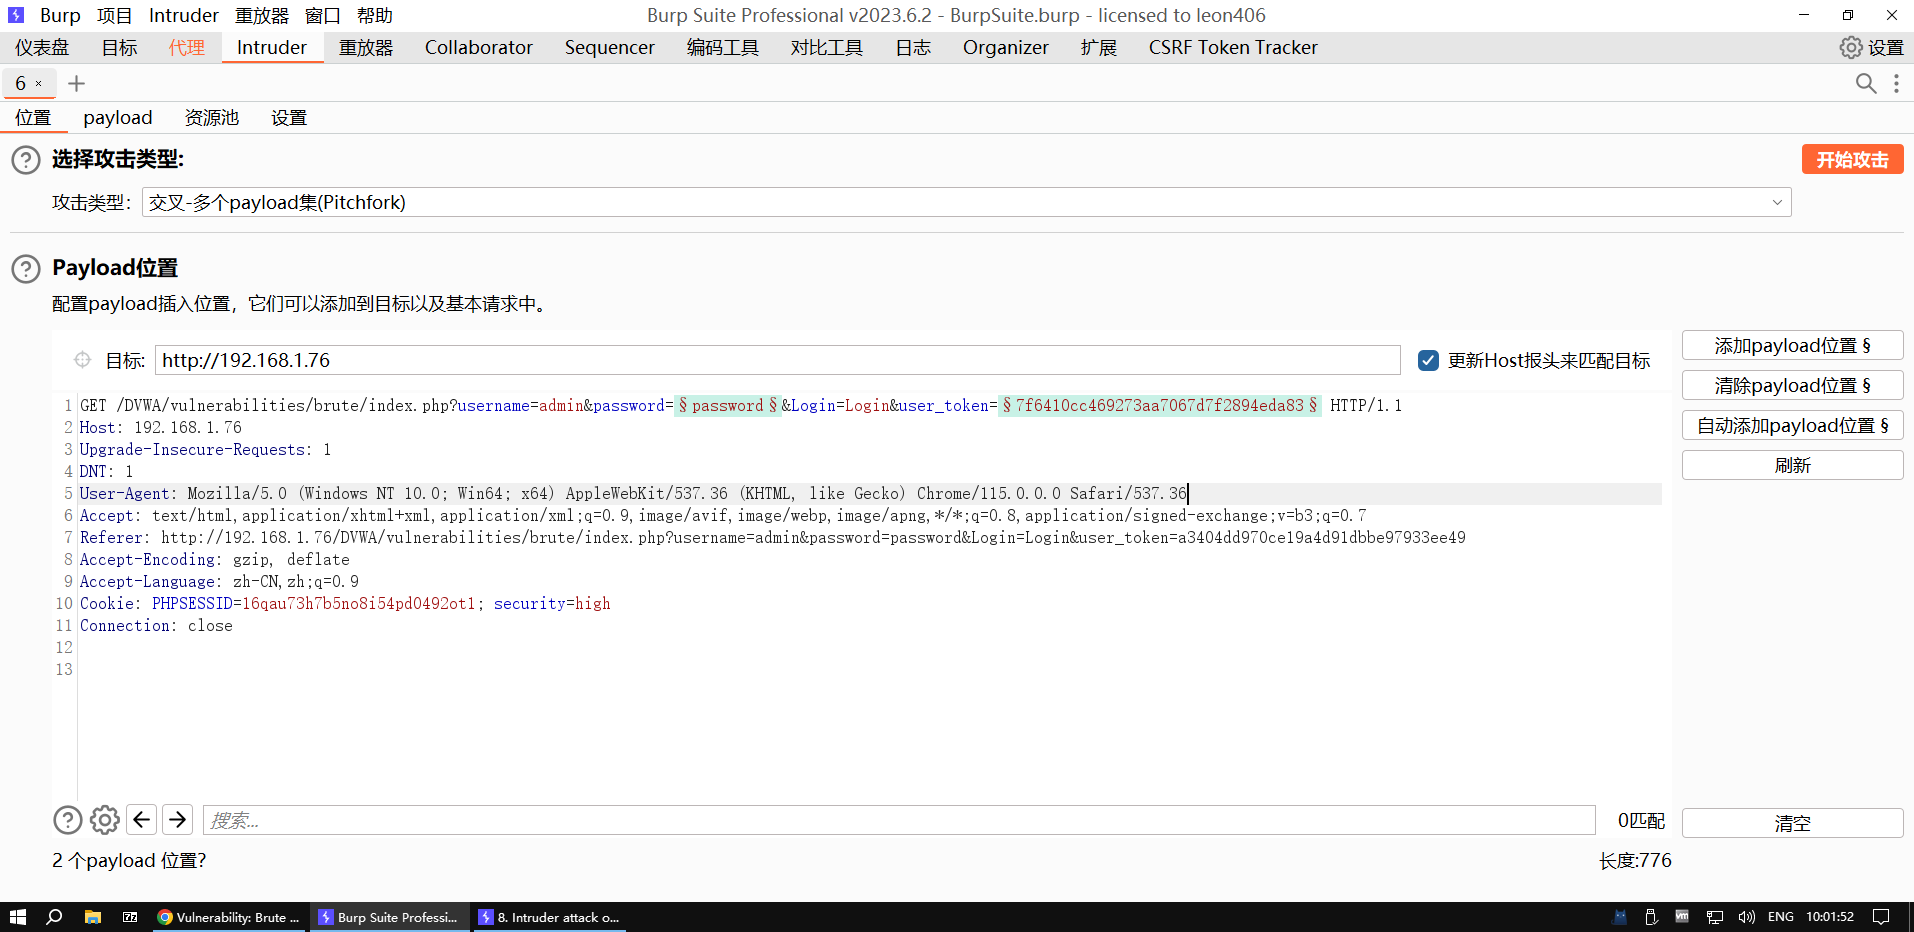 Burp 项目 Intruder 重放器 窗口 帮助 Burp Suite Professional v2023.6.2 - BurpSuite.burp - licensed to leon406
仪表盘 目标 代理 Intruder 重放器 Collaborator Sequencer 编码工具 对比工具 日志 Organizer 扩展 CSRF Token Tracker 设置
6 × +
位置 payload 资源池 设置
? 选择攻击类型: 开始攻击
攻击类型: 交叉-多个payload集(Pitchfork)
? Payload位置
配置payload插入位置，它们可以添加到目标以及基本请求中。
目标: http://192.168.1.76 更新Host报头来匹配目标
添加payload位置 §
清除payload位置 §
自动添加payload位置 §
刷新
1 GET /DVWA/vulnerabilities/brute/index.php?username=admin&password=§password§&Login=Login&user_token=§7f6410cc469273aa7067d7f2894eda83§ HTTP/1.1
2 Host: 192.168.1.76
3 Upgrade-Insecure-Requests: 1
4 DNT: 1
5 User-Agent: Mozilla/5.0 (Windows NT 10.0; Win64; x64) AppleWebKit/537.36 (KHTML, like Gecko) Chrome/115.0.0.0 Safari/537.36
6 Accept: text/html,application/xhtml+xml,application/xml;q=0.9,image/avif,image/webp,image/apng,*/*;q=0.8,application/signed-exchange;v=b3;q=0.7
7 Referer: http://192.168.1.76/DVWA/vulnerabilities/brute/index.php?username=admin&password=password&Login=Login&user_token=a3404dd970ce19a4d91dbbe97933ee49
8 Accept-Encoding: gzip, deflate
9 Accept-Language: zh-CN,zh;q=0.9
10 Cookie: PHPSESSID=16qau73h7b5no8i54pd0492ot1; security=high
11 Connection: close
12
13
? 搜索... 0匹配 清空
2 个payload 位置? 长度:776
Vulnerability: Brute ... Burp Suite Professi... 8. Intruder attack o... ENG 10:01:52